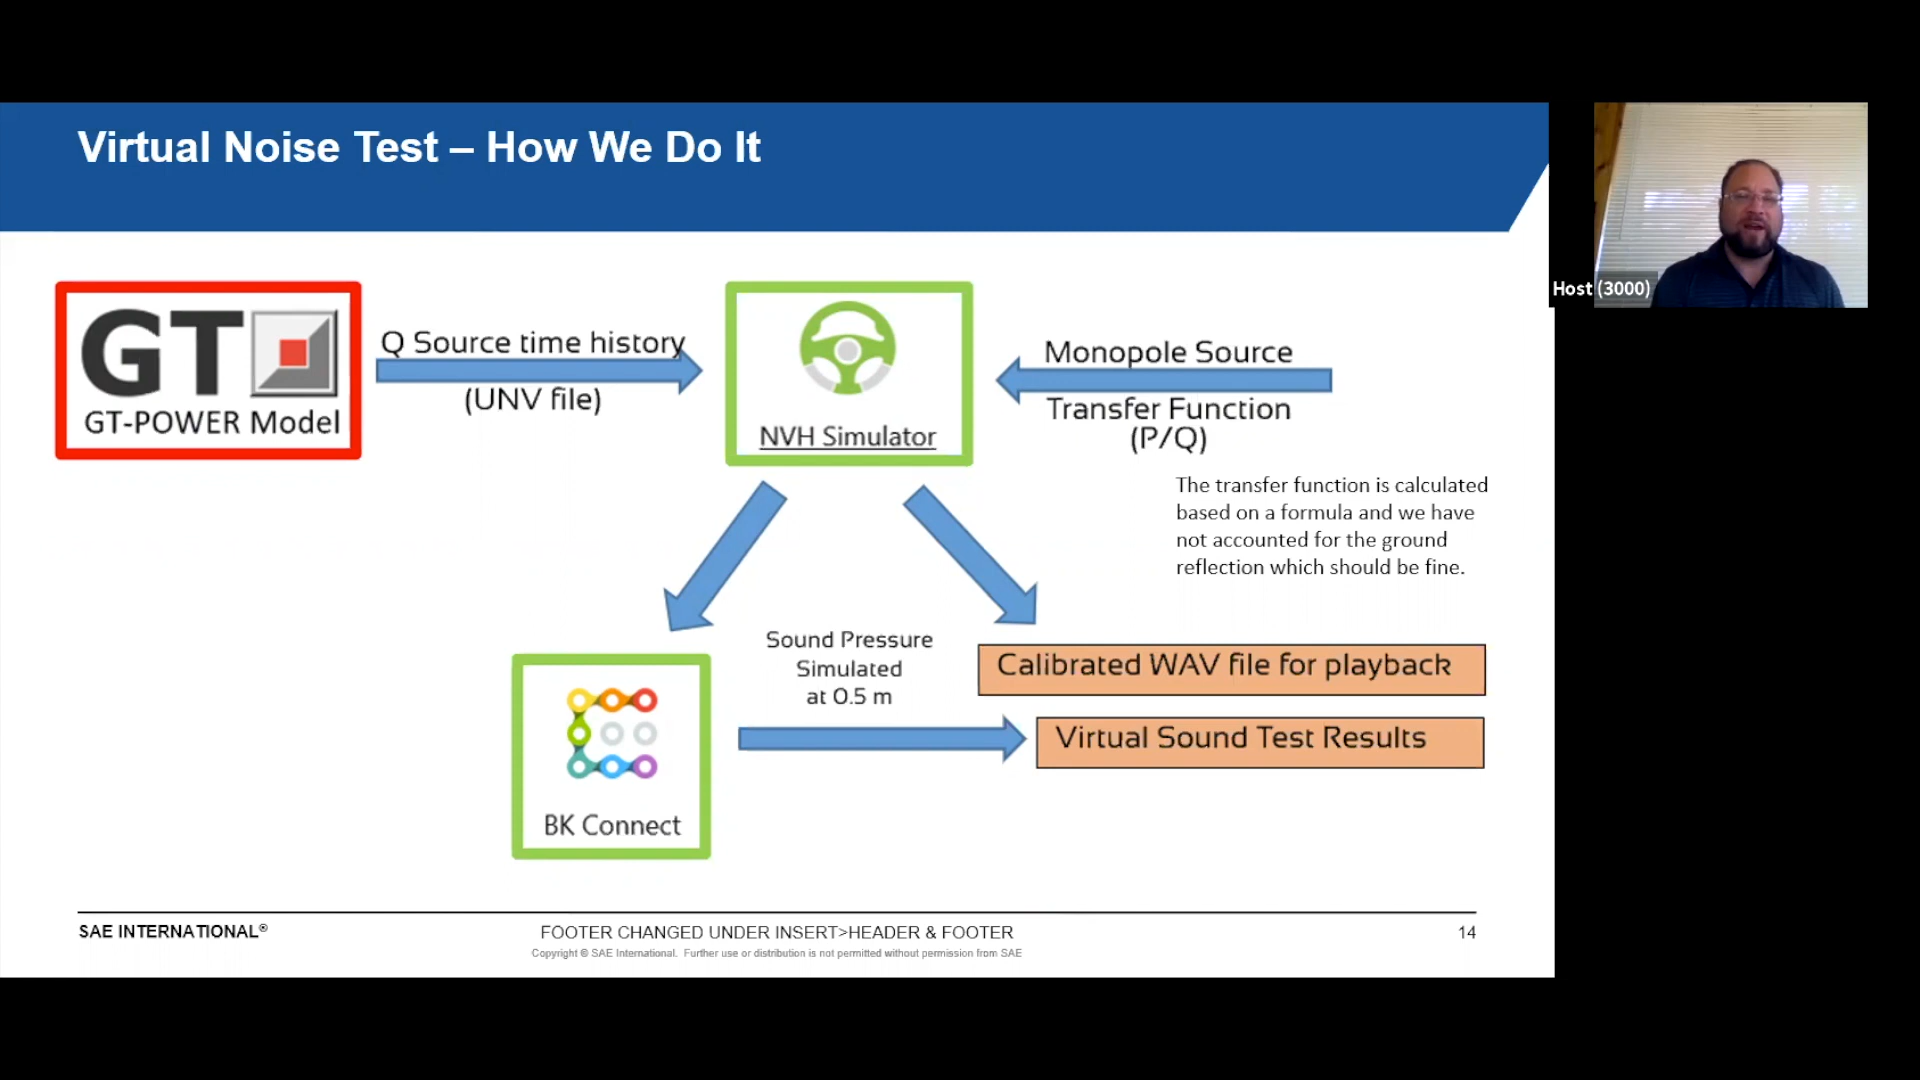 Virtual Noise Test – How We Do It
Host (3000)
GT
GT-POWER Model
Q Source time history
(UNV file)
NVH Simulator
Monopole Source
Transfer Function
(P/Q)
The transfer function is calculated
based on a formula and we have
not accounted for the ground
reflection which should be fine.
Sound Pressure
Simulated
at 0.5 m
Calibrated WAV file for playback
Virtual Sound Test Results
BK Connect
SAE INTERNATIONAL®
FOOTER CHANGED UNDER INSERT>HEADER & FOOTER
14
Copyright © SAE International. Further use or distribution is not permitted without permission from SAE